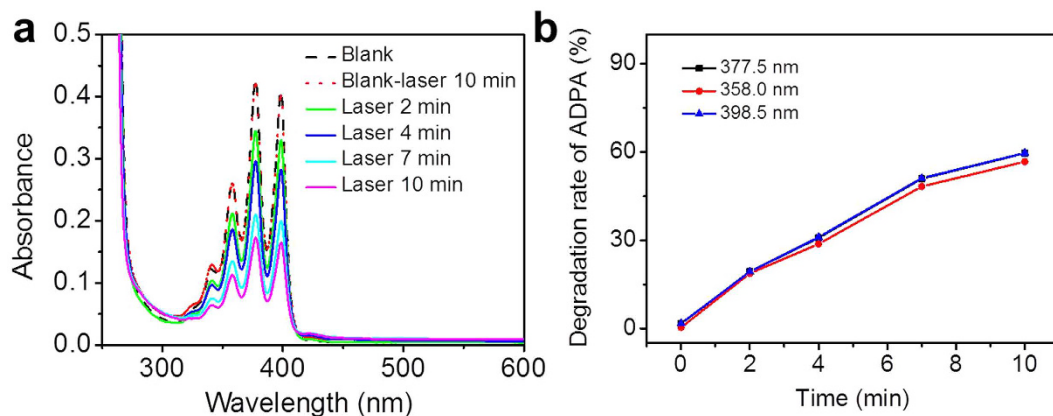 a
0.5
0.4
0.3
0.2
0.1
0.0
Absorbance
Blank
Blank-laser 10 min
Laser 2 min
Laser 4 min
Laser 7 min
Laser 10 min
300
400
500
600
Wavelength (nm)
b
90
60
30
0
Degradation rate of ADPA (%)
377.5 nm
358.0 nm
398.5 nm
0
2
4
6
8
10
Time (min)